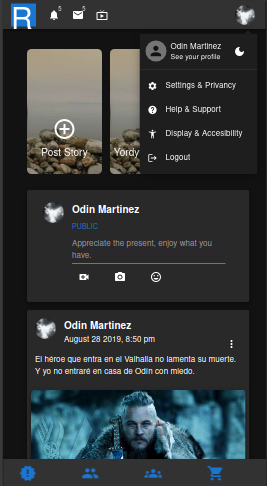 R
5
5
Odin Martinez
See your profile
Settings & Privacy
Help & Support
Display & Accesibility
Logout
Post Story
Yordy
Odin Martinez
PUBLIC
Appreciate the present, enjoy what you
have.
Odin Martinez
August 28 2019, 8:50 pm
El héroe que entra en el Valhalla no lamenta su muerte.
Y yo no entraré en casa de Odín con miedo.